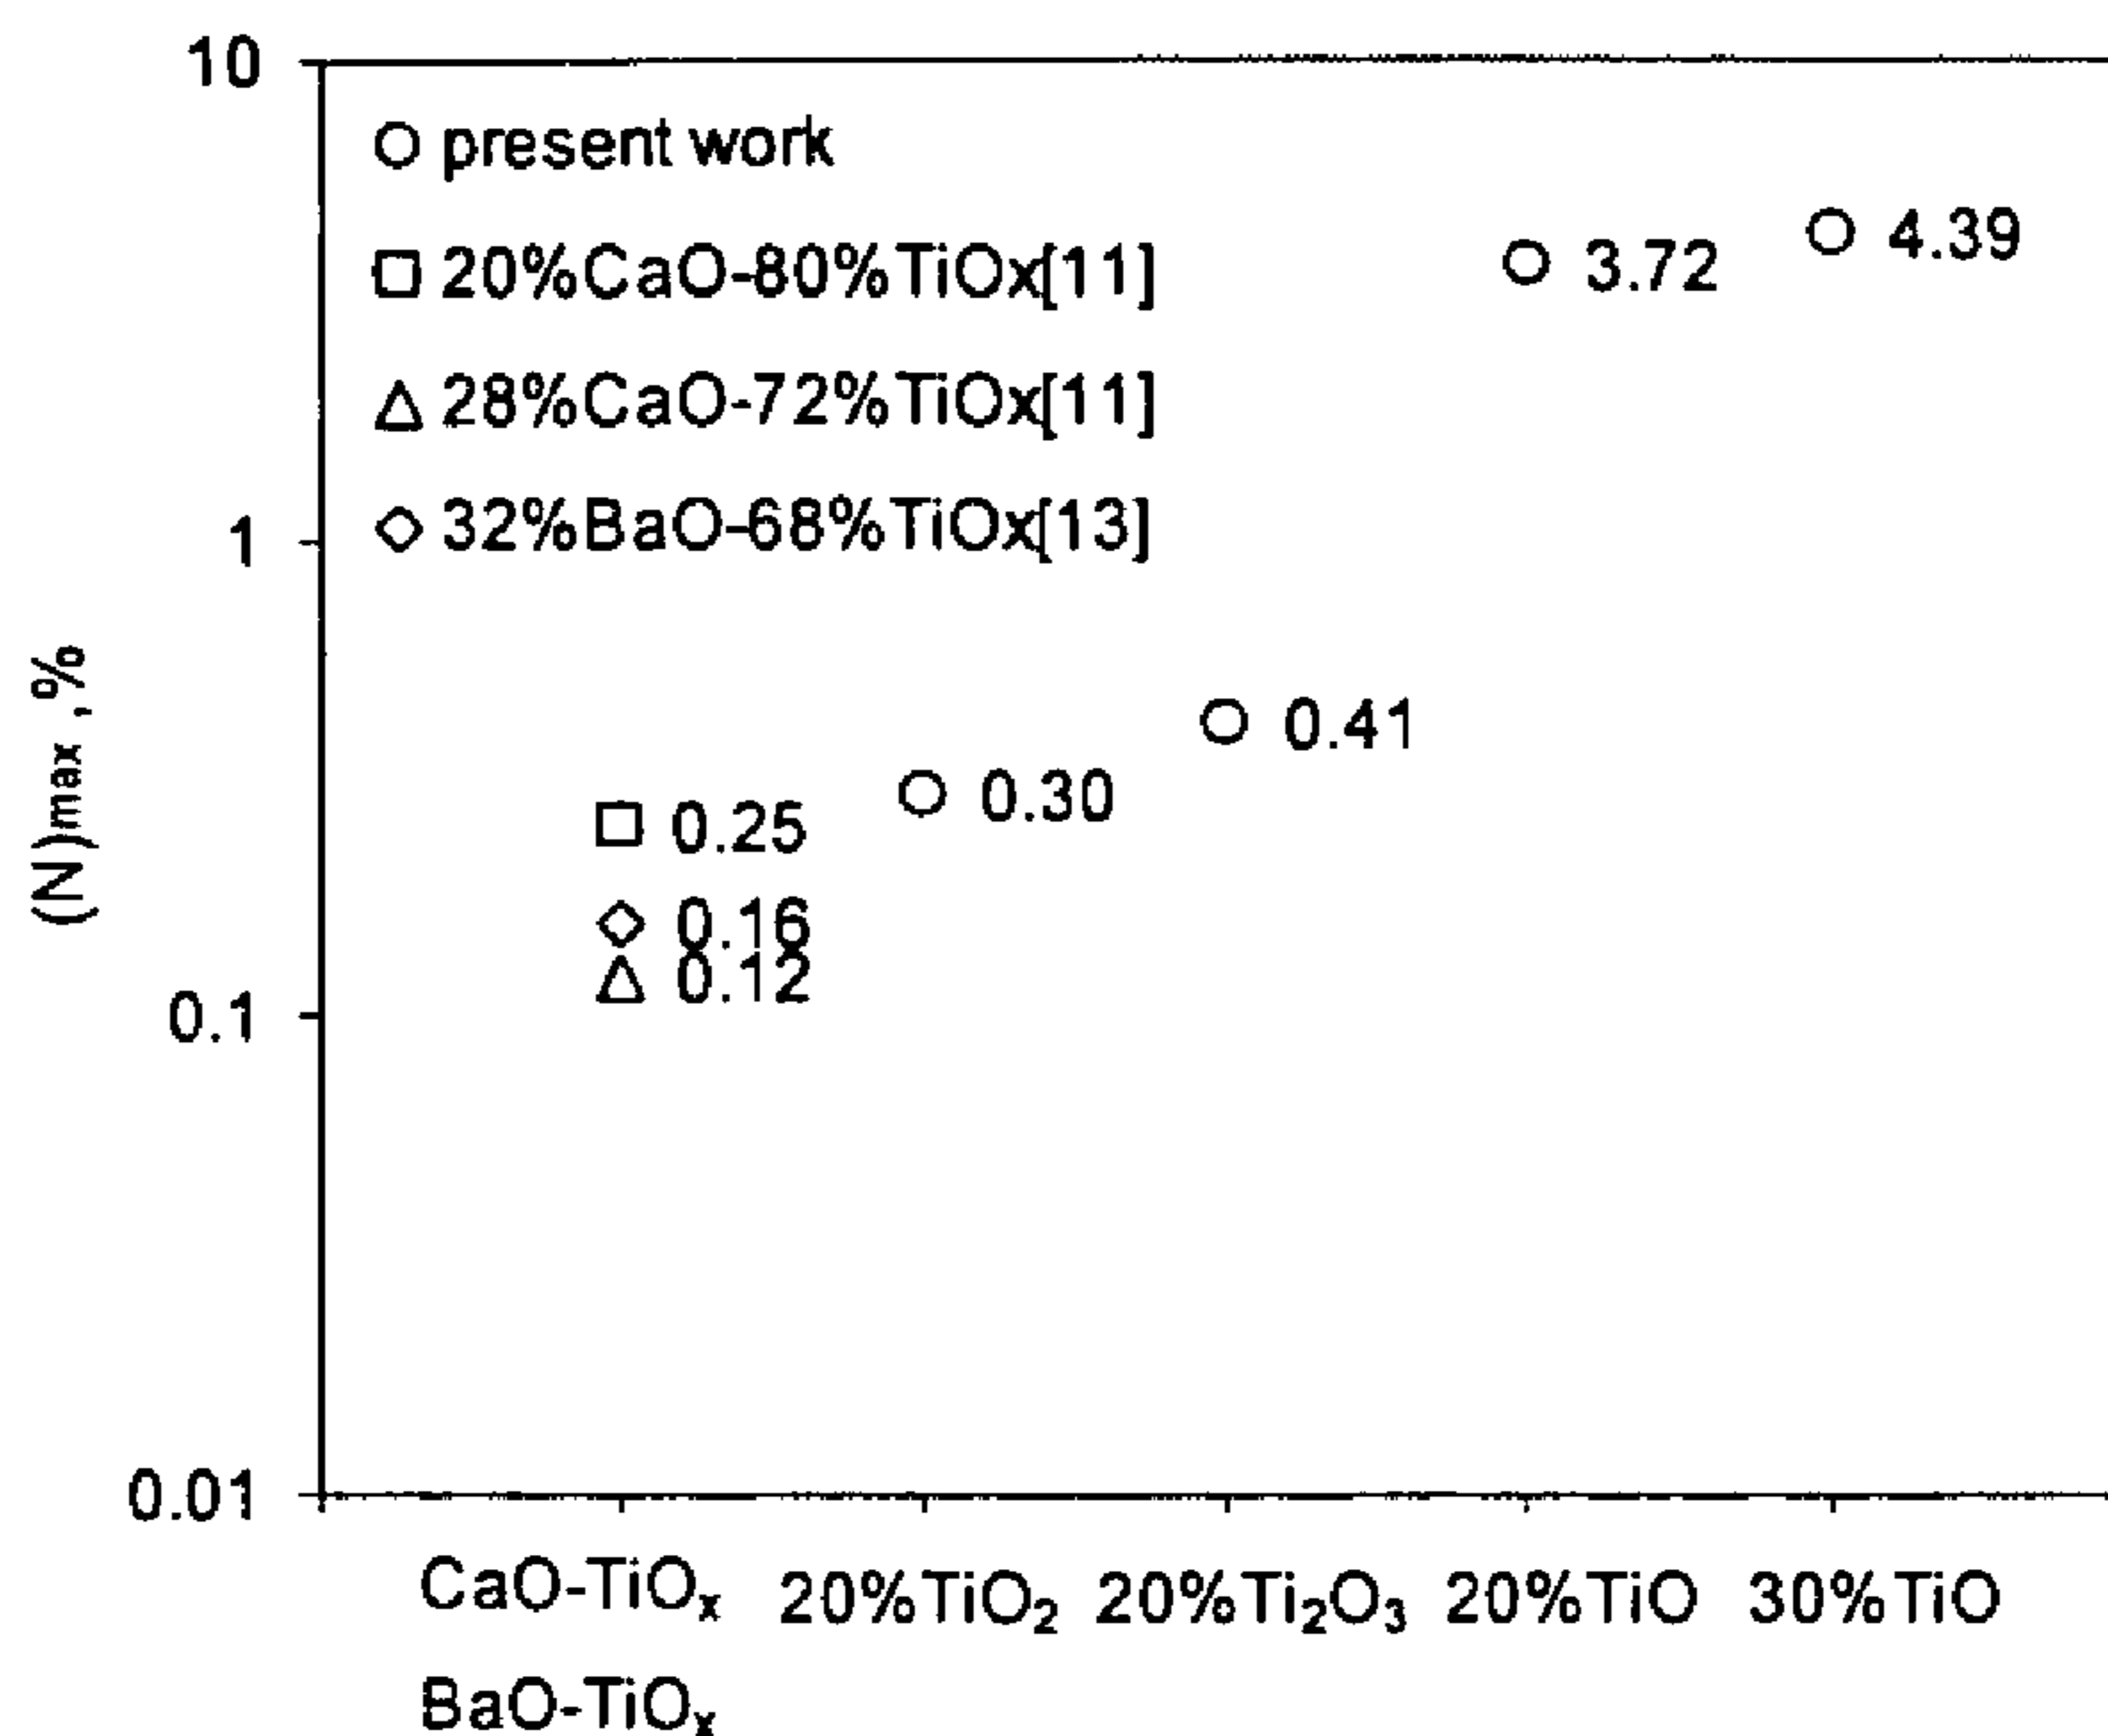 10
present work
20%CaO-80%TiOx[11]
28%CaO-72%TiOx[11]
32%BaO-68%TiOx[13]
1
0.1
0.01
(N)max ,%
4.39
3.72
0.41
0.30
0.25
0.16
0.12
CaO-TiOₓ 20%TiO₂ 20%Ti₂O₃ 20%TiO 30%TiO
BaO-TiOₓ